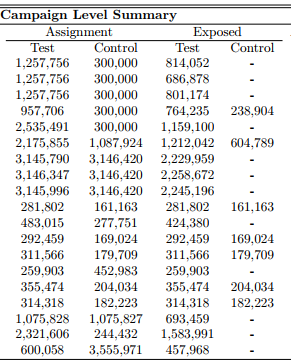 Campaign Level Summary
Assignment Exposed
Test Control Test Control
1,257,756 300,000 814,052 -
1,257,756 300,000 686,878 -
1,257,756 300,000 801,174 -
957,706 300,000 764,235 238,904
2,535,491 300,000 1,159,100 -
2,175,855 1,087,924 1,212,042 604,789
3,145,790 3,146,420 2,229,959 -
3,146,347 3,146,420 2,258,672 -
3,145,996 3,146,420 2,245,196 -
281,802 161,163 281,802 161,163
483,015 277,751 424,380 -
292,459 169,024 292,459 169,024
311,566 179,709 311,566 179,709
259,903 452,983 259,903 -
355,474 204,034 355,474 204,034
314,318 182,223 314,318 182,223
1,075,828 1,075,827 693,459 -
2,321,606 244,432 1,583,991 -
600,058 3,555,971 457,968 -